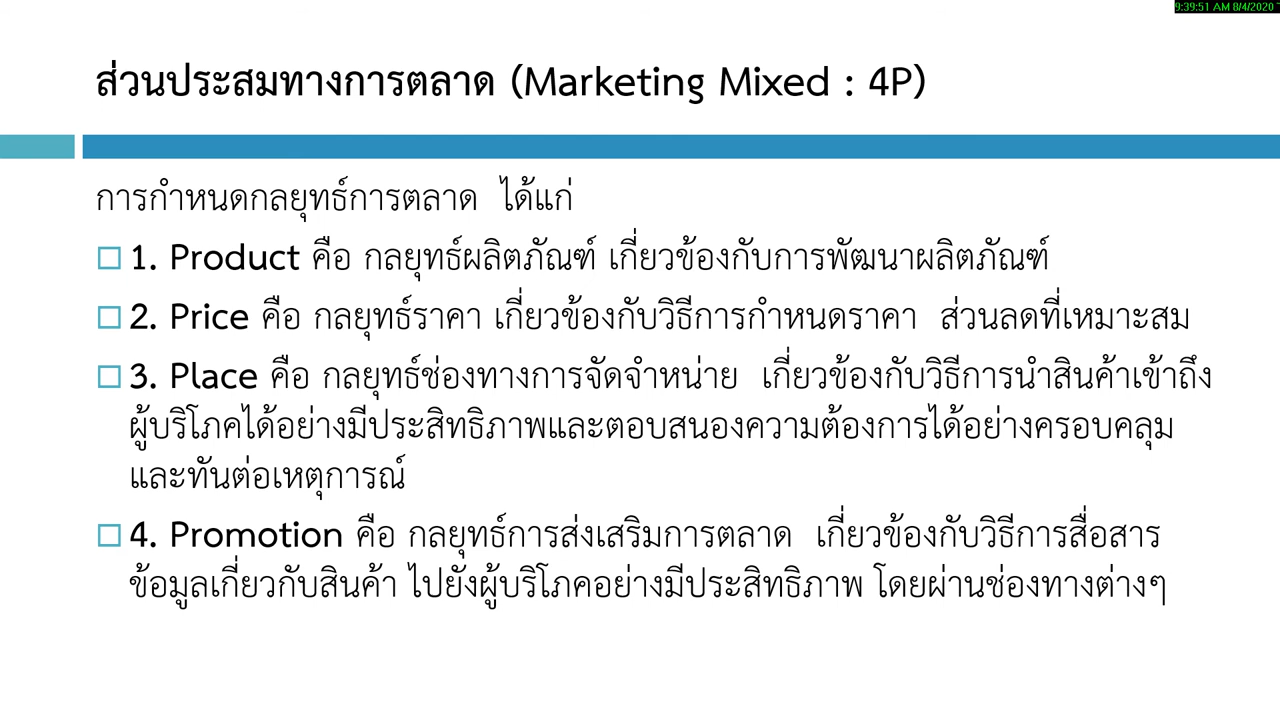 9:39:51 AM 8/4/2020
ส่วนประสมทางการตลาด (Marketing Mixed : 4P)
การกำหนดกลยุทธ์การตลาด ได้แก่
1. Product คือ กลยุทธ์ผลิตภัณฑ์ เกี่ยวข้องกับการพัฒนาผลิตภัณฑ์
2. Price คือ กลยุทธ์ราคา เกี่ยวข้องกับวิธีการกำหนดราคา ส่วนลดที่เหมาะสม
3. Place คือ กลยุทธ์ช่องทางการจัดจำหน่าย เกี่ยวข้องกับวิธีการนำสินค้าเข้าถึง
ผู้บริโภคได้อย่างมีประสิทธิภาพและตอบสนองความต้องการได้อย่างครอบคลุม
และทันต่อเหตุการณ์
4. Promotion คือ กลยุทธ์การส่งเสริมการตลาด เกี่ยวข้องกับวิธีการสื่อสาร
ข้อมูลเกี่ยวกับสินค้า ไปยังผู้บริโภคอย่างมีประสิทธิภาพ โดยผ่านช่องทางต่างๆ